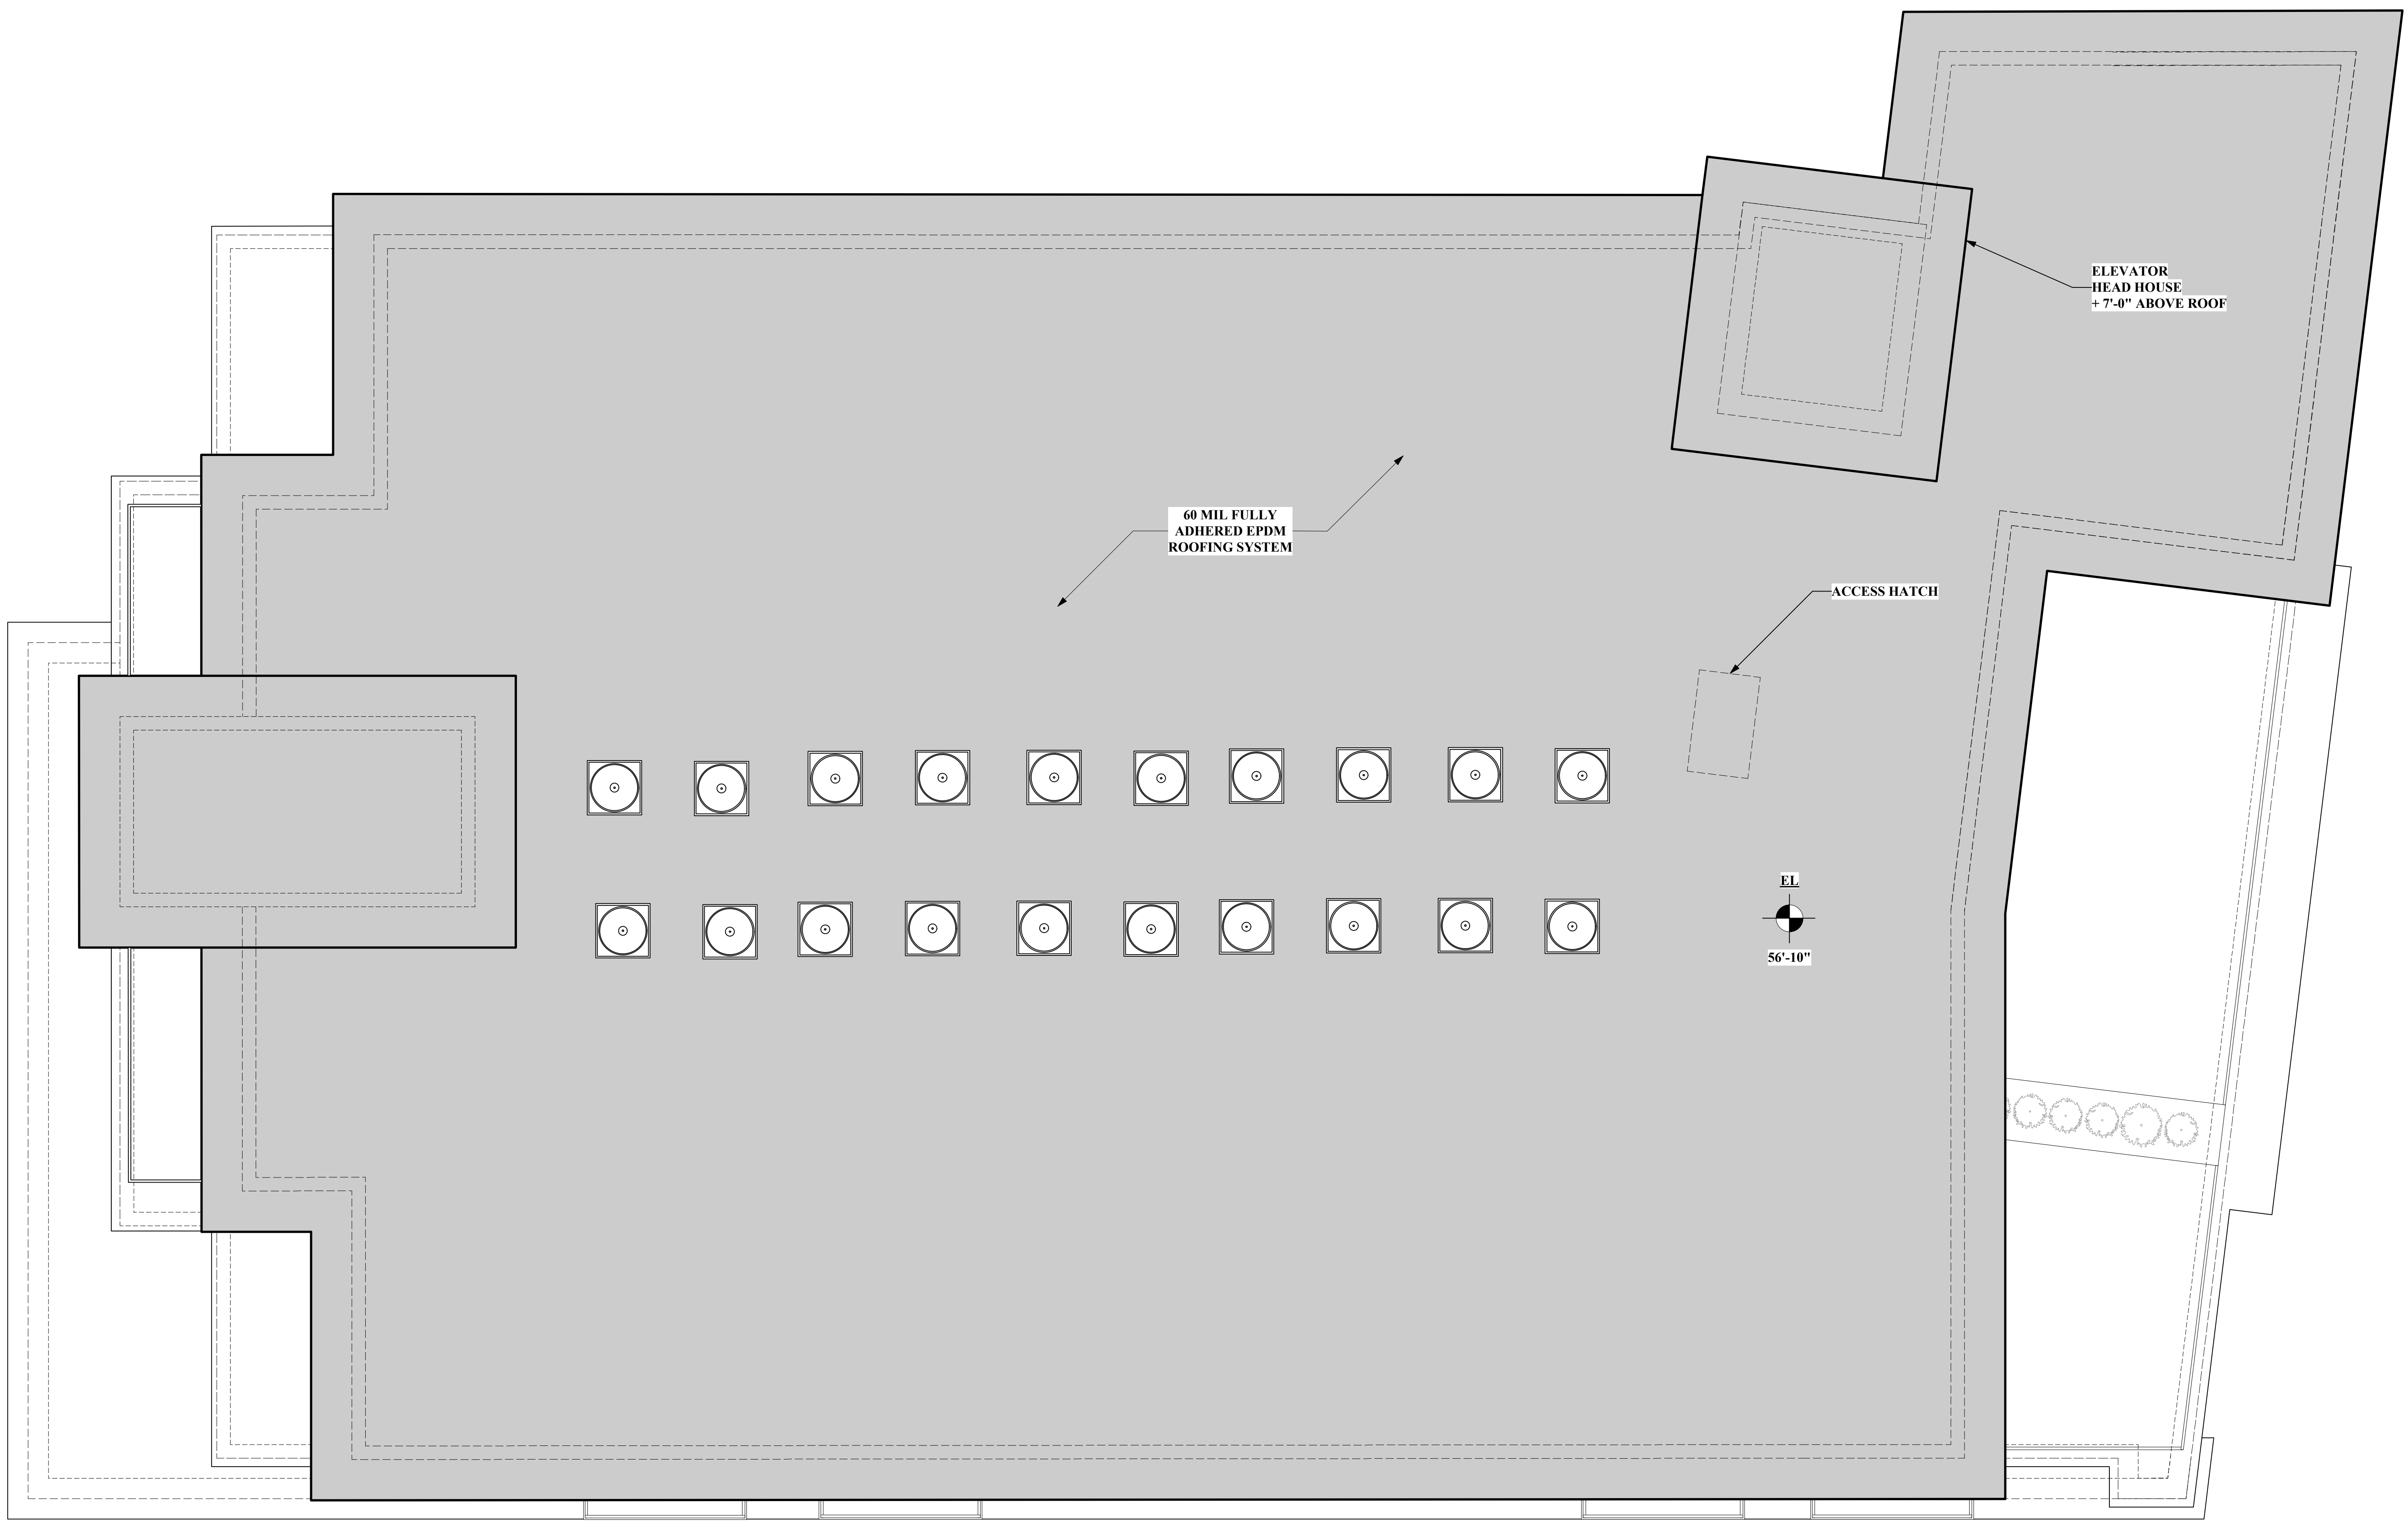 ELEVATOR
HEAD HOUSE
+ 7'-0" ABOVE ROOF
60 MIL FULLY
ADHERED EPDM
ROOFING SYSTEM
ACCESS HATCH
EL
56'-10"